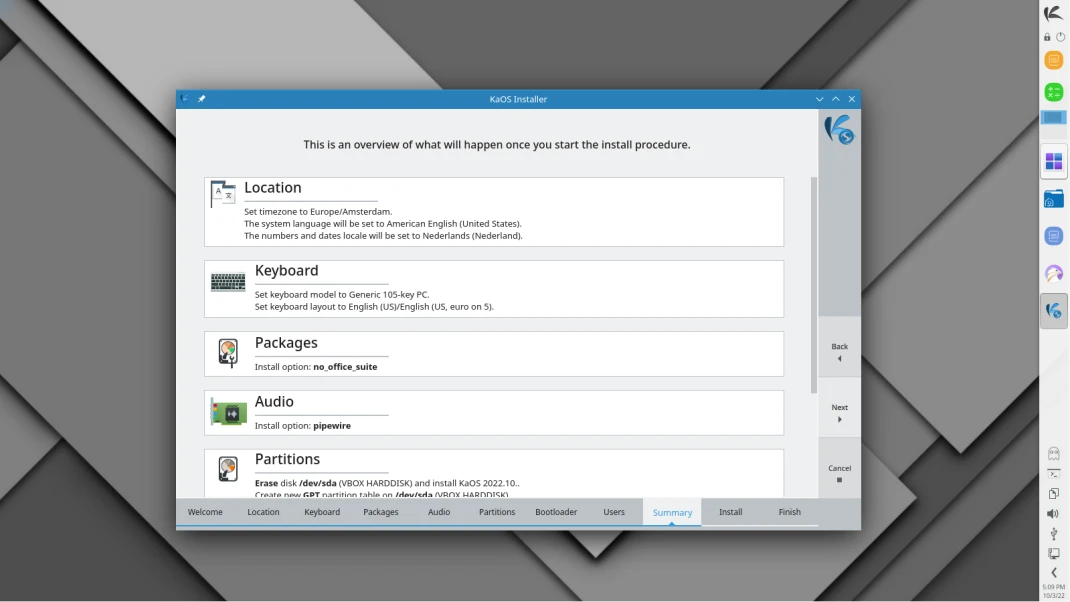 KaOS Installer
This is an overview of what will happen once you start the install procedure.
Location
Set timezone to Europe/Amsterdam.
The system language will be set to American English (United States).
The numbers and dates locale will be set to Nederlands (Nederland).
Keyboard
Set keyboard model to Generic 105-key PC.
Set keyboard layout to English (US)/English (US, euro on 5).
Packages
Install option: no_office_suite
Audio
Install option: pipewire
Partitions
Erase disk /dev/sda (VBOX HARDDISK) and install KaOS 2022.10..
Create new GPT partition table on /dev/sda (VBOX HARDDISK).
Back
Next
Cancel
Welcome Location Keyboard Packages Audio Partitions Bootloader Users Summary Install Finish
5:09 PM
10/3/22